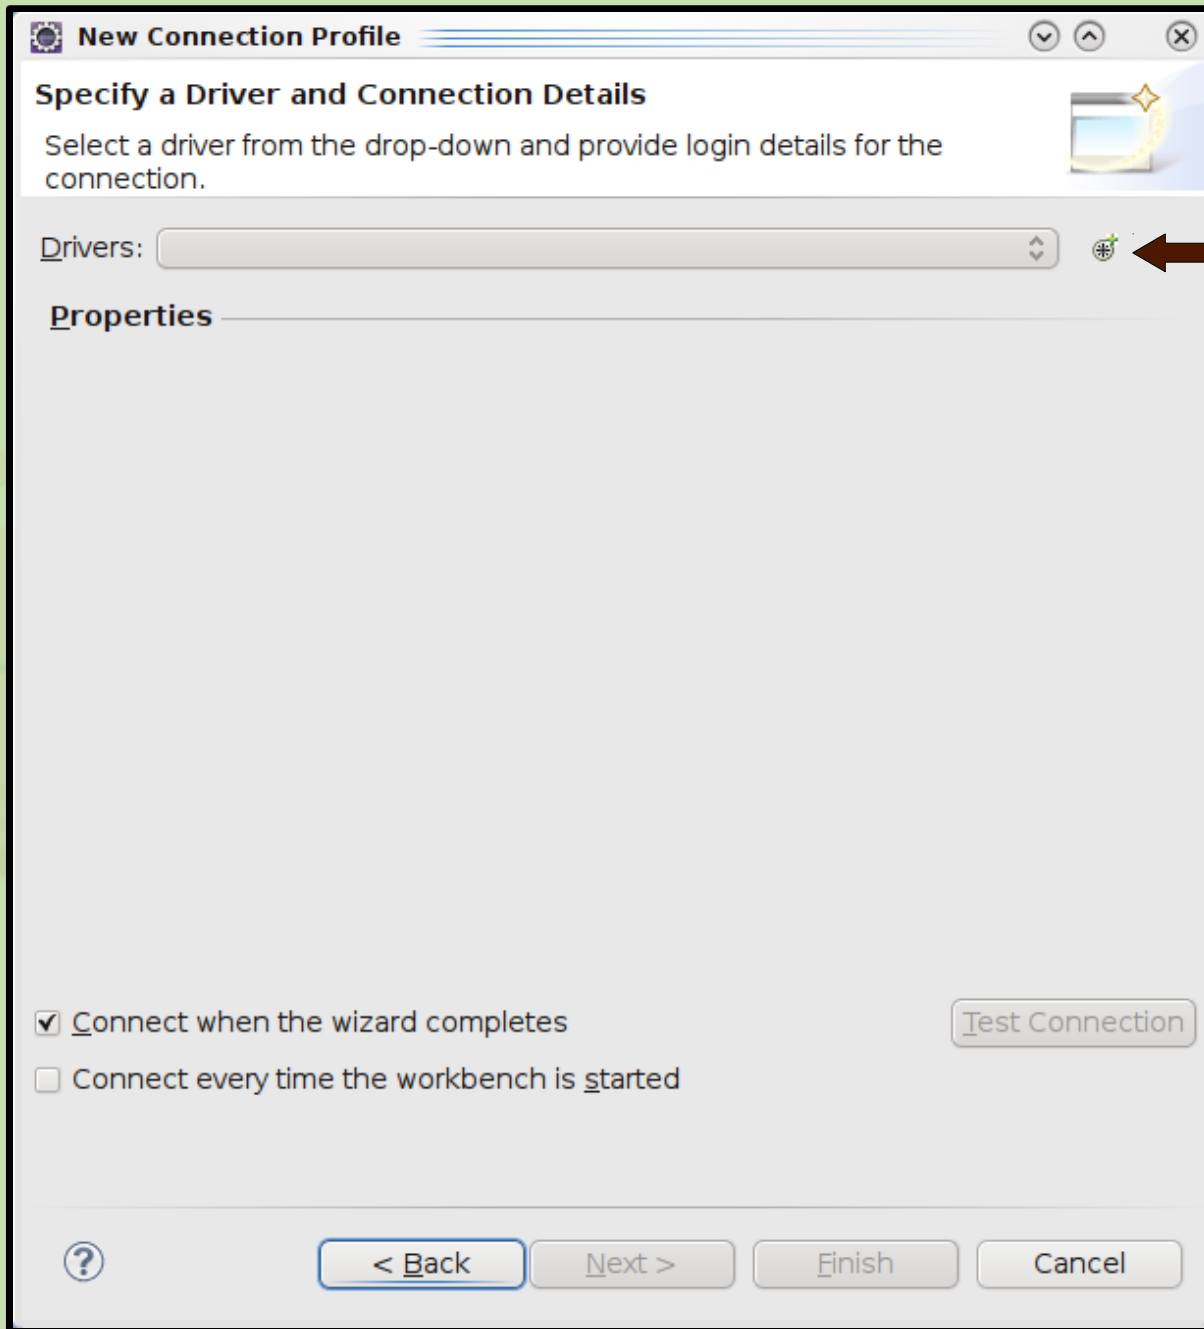 New Connection Profile
Specify a Driver and Connection Details
Select a driver from the drop-down and provide login details for the
connection.
Drivers:
Properties
Connect when the wizard completes
Test Connection
Connect every time the workbench is started
?
< Back
Next >
Finish
Cancel